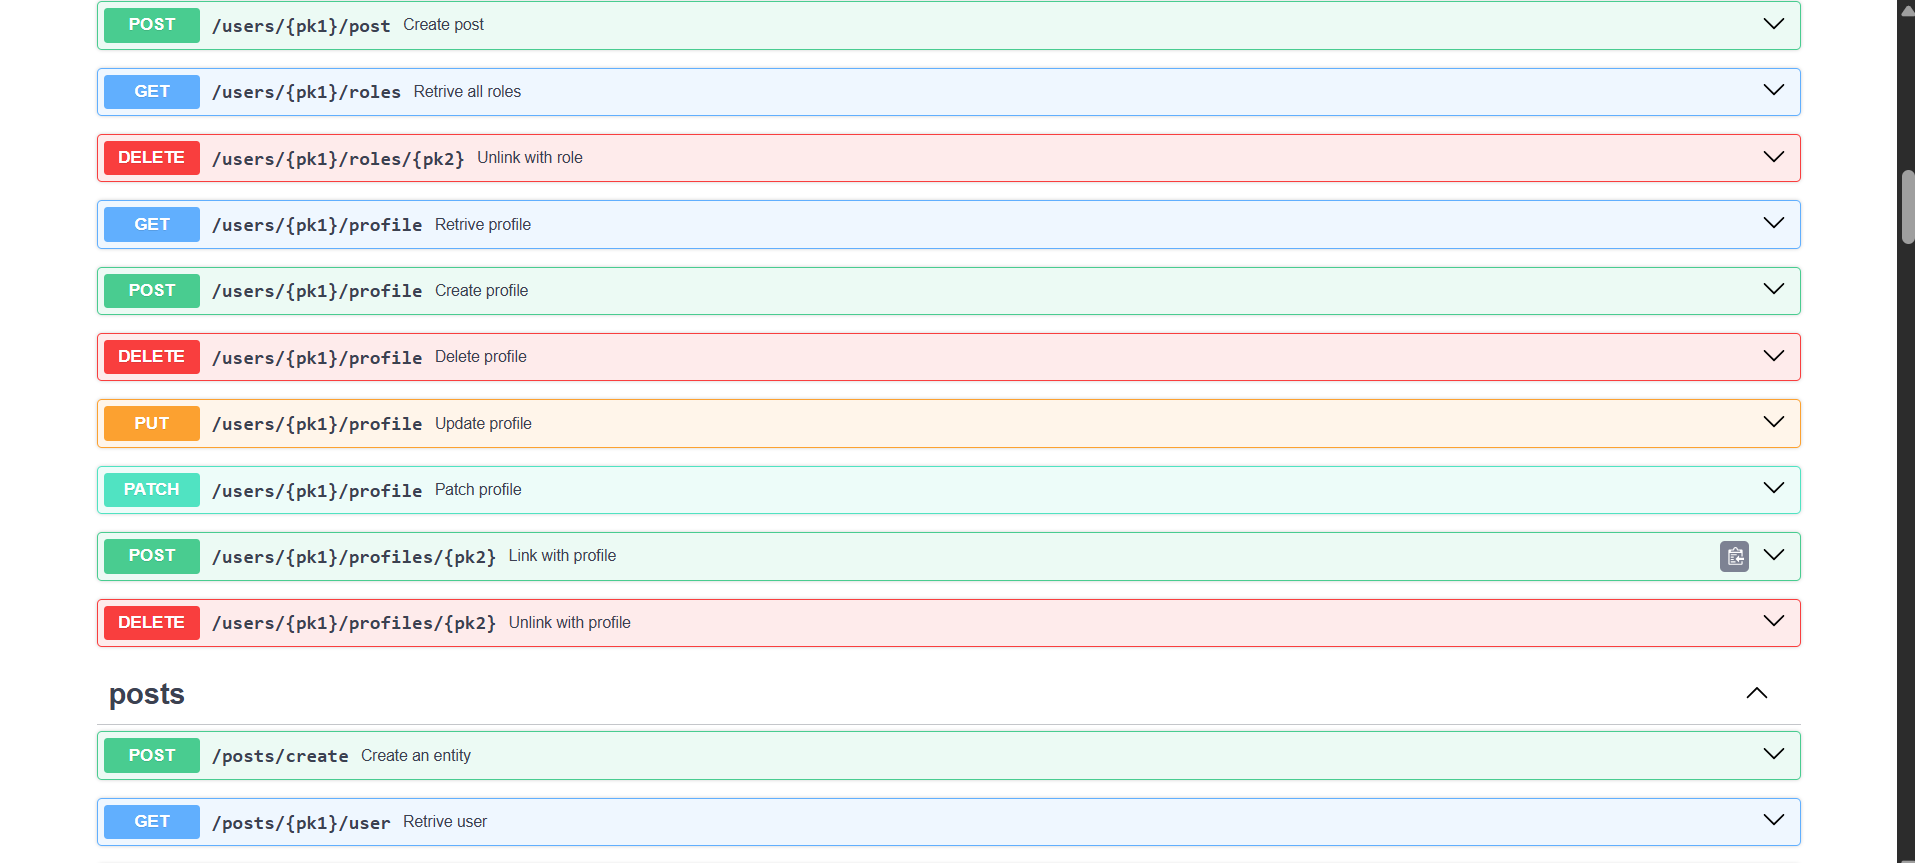 POST /users/{pk1}/post Create post
GET /users/{pk1}/roles Retrive all roles
DELETE /users/{pk1}/roles/{pk2} Unlink with role
GET /users/{pk1}/profile Retrive profile
POST /users/{pk1}/profile Create profile
DELETE /users/{pk1}/profile Delete profile
PUT /users/{pk1}/profile Update profile
PATCH /users/{pk1}/profile Patch profile
POST /users/{pk1}/profiles/{pk2} Link with profile
DELETE /users/{pk1}/profiles/{pk2} Unlink with profile
posts
POST /posts/create Create an entity
GET /posts/{pk1}/user Retrive user